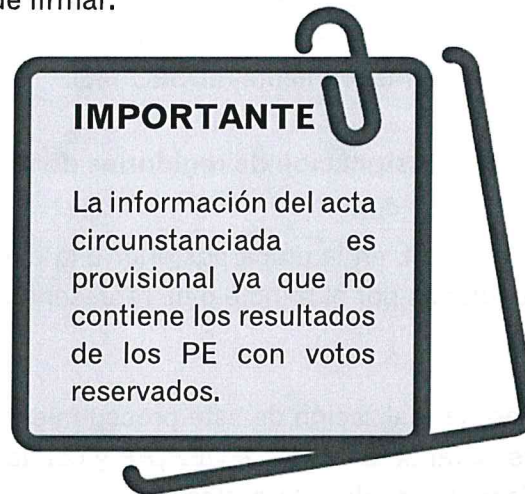 de firmar.
IMPORTANTE
La información del acta
circunstanciada es
provisional ya que no
contiene los resultados
de los PE con votos
reservados.